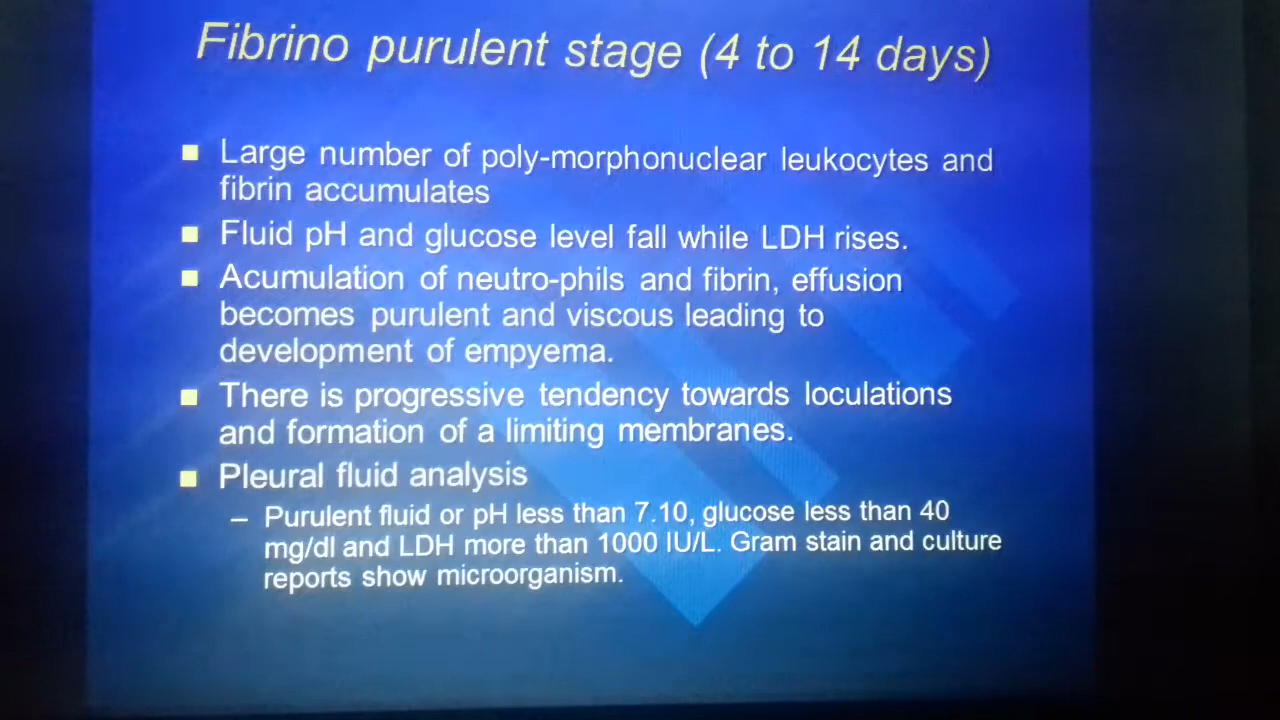 Fibrino purulent stage (4 to 14 days)
Large number of poly-morphonuclear leukocytes and
fibrin accumulates
Fluid pH and glucose level fall while LDH rises.
Acumulation of neutro-phils and fibrin, effusion
becomes purulent and viscous leading to
development of empyema.
There is progressive tendency towards loculations
and formation of a limiting membranes.
Pleural fluid analysis
– Purulent fluid or pH less than 7.10, glucose less than 40
mg/dl and LDH more than 1000 IU/L. Gram stain and culture
reports show microorganism.